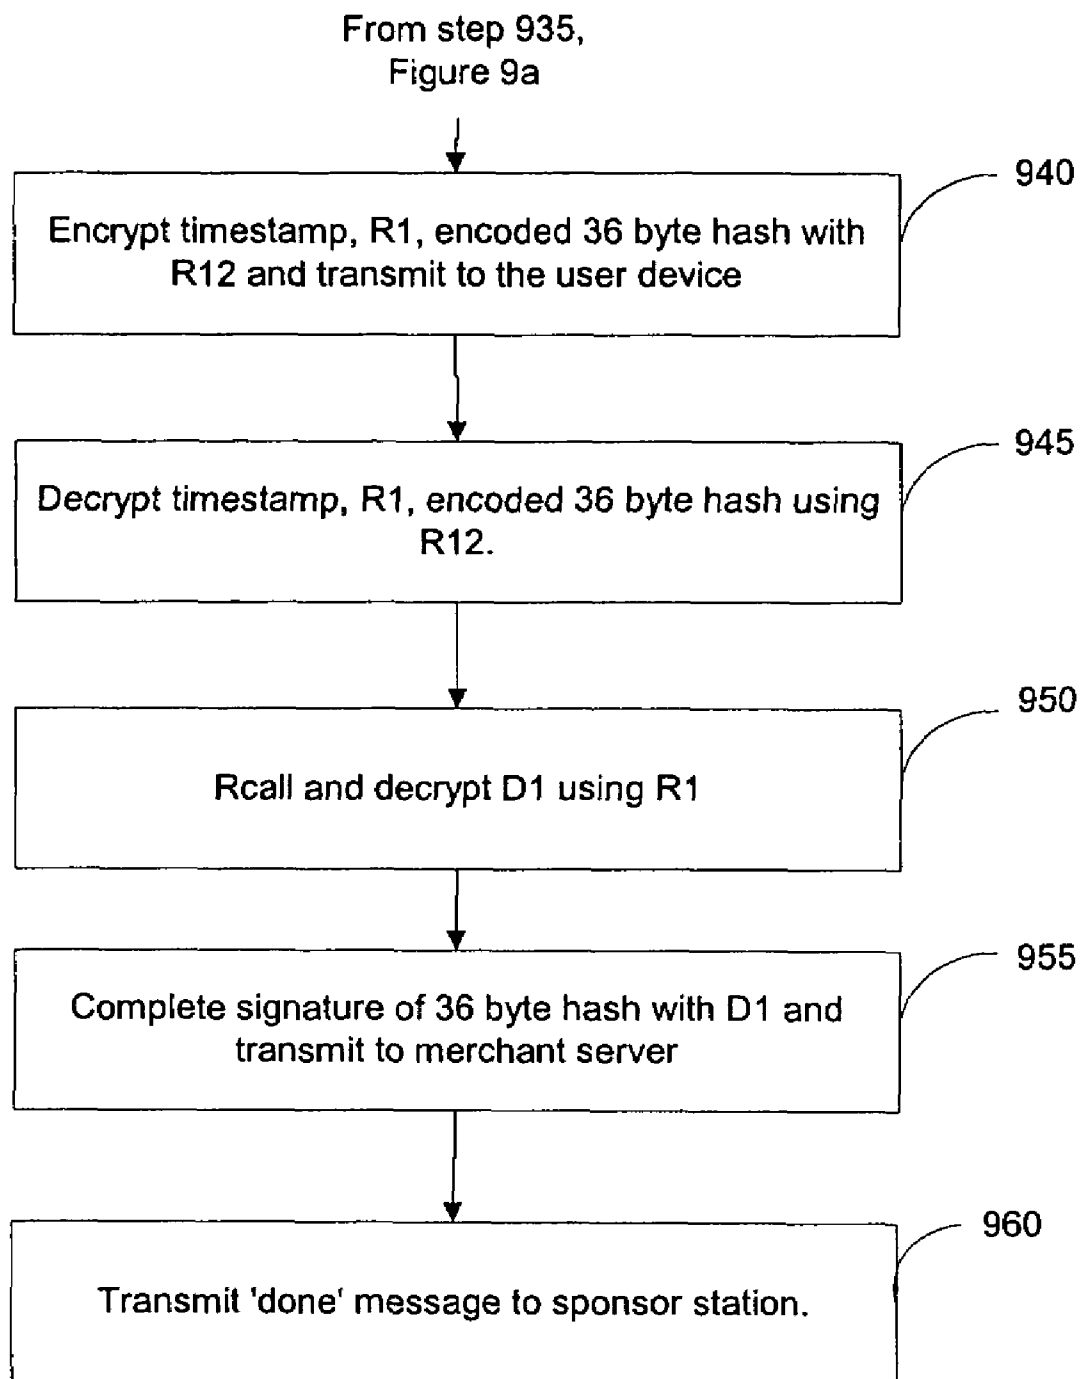 From step 935,
Figure 9a
940
Encrypt timestamp, R1, encoded 36 byte hash with
R12 and transmit to the user device
945
Decrypt timestamp, R1, encoded 36 byte hash using
R12.
950
Rcall and decrypt D1 using R1
955
Complete signature of 36 byte hash with D1 and
transmit to merchant server
960
Transmit 'done' message to sponsor station.